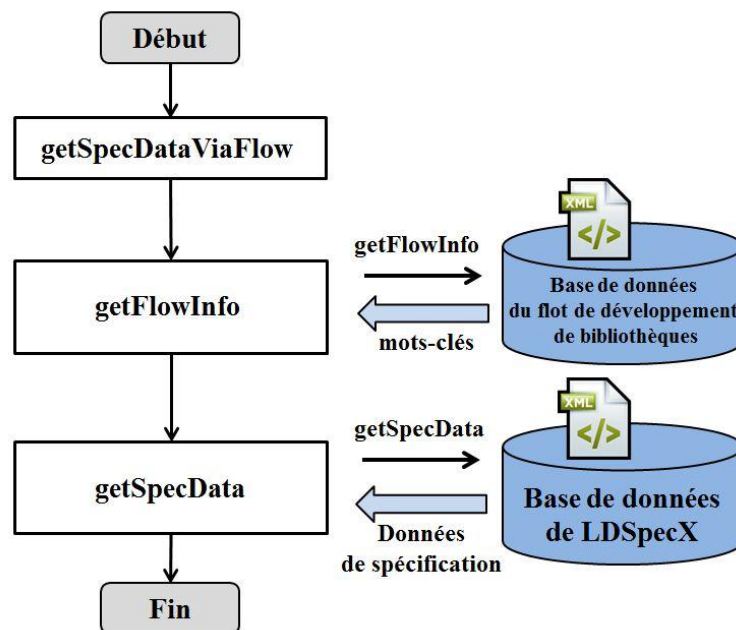 Début
getSpecDataViaFlow
getFlowInfo
getFlowInfo
mots-clés
XML
</>
Base de données
du flot de développement
de bibliothèques
getSpecData
getSpecData
Données
de spécification
XML
</>
Base de données
de LDSpecX
Fin